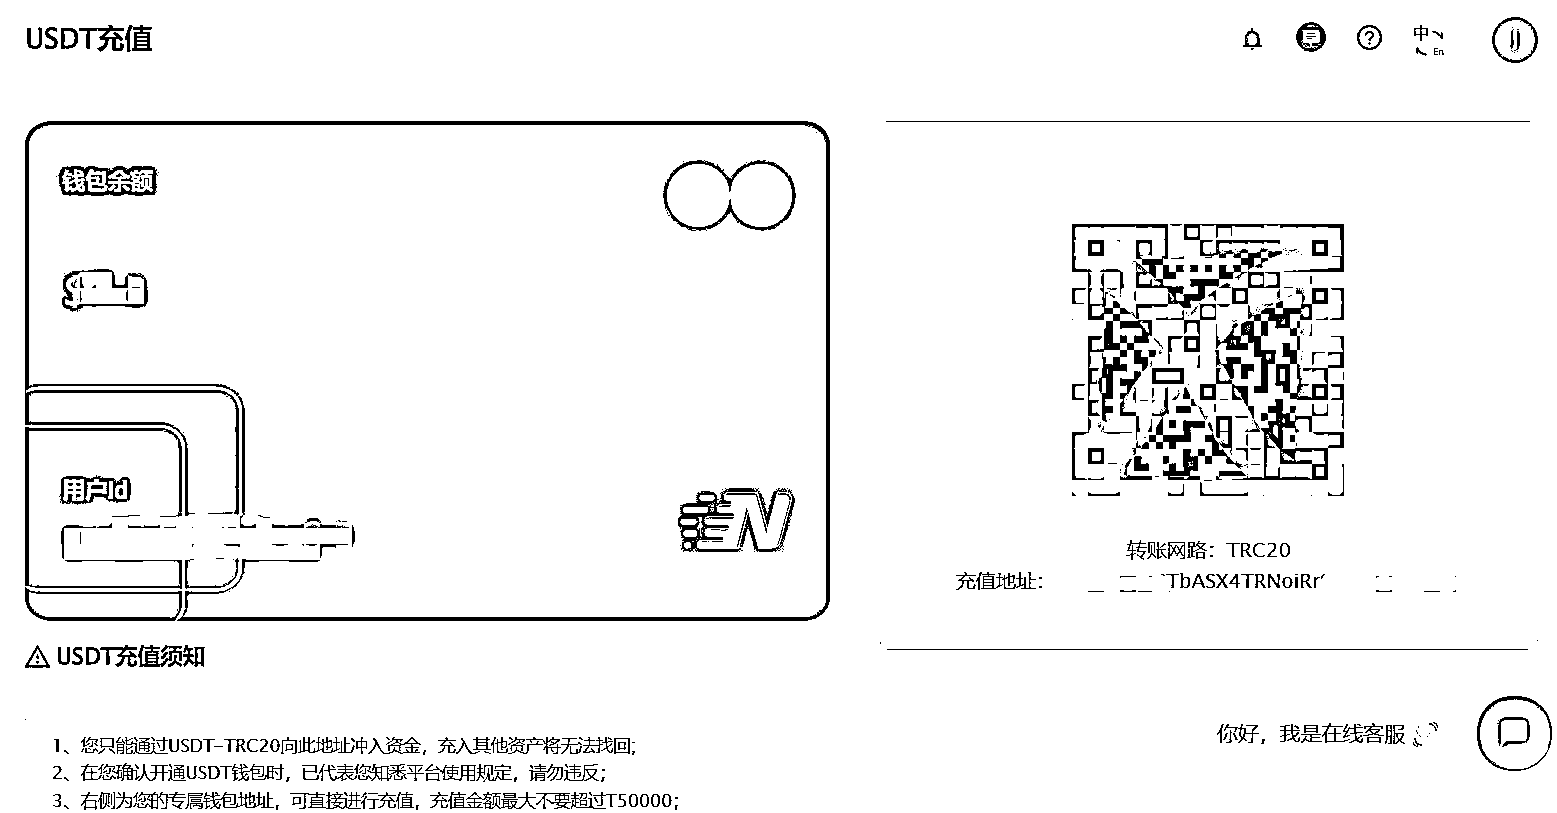 USDT充值
中
En
钱包余额
用户Id
N
转账网路：TRC20
充值地址：
TbASX4TRNoiRr
USDT充值须知
1、您只能通过USDT-TRC20向此地址冲入资金，充入其他资产将无法找回；
2、在您确认开通USDT钱包时，已代表您知悉平台使用规定，请勿违反；
3、右侧为您的专属钱包地址，可直接进行充值，充值金额最大不要超过T50000；
你好，我是在线客服